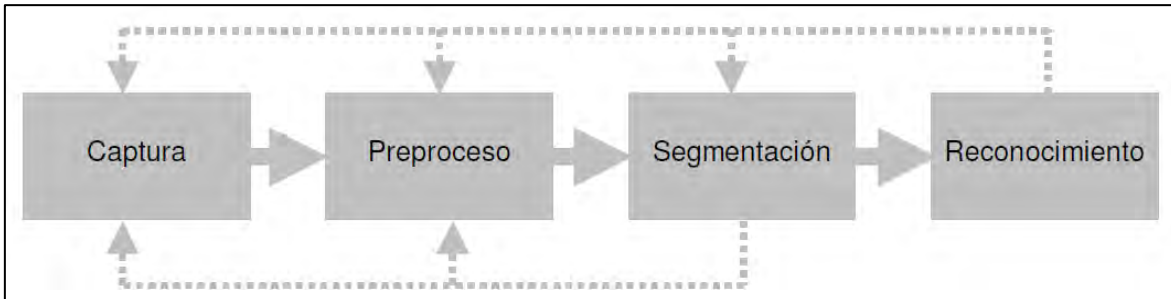 Captura
Preproceso
Segmentación
Reconocimiento